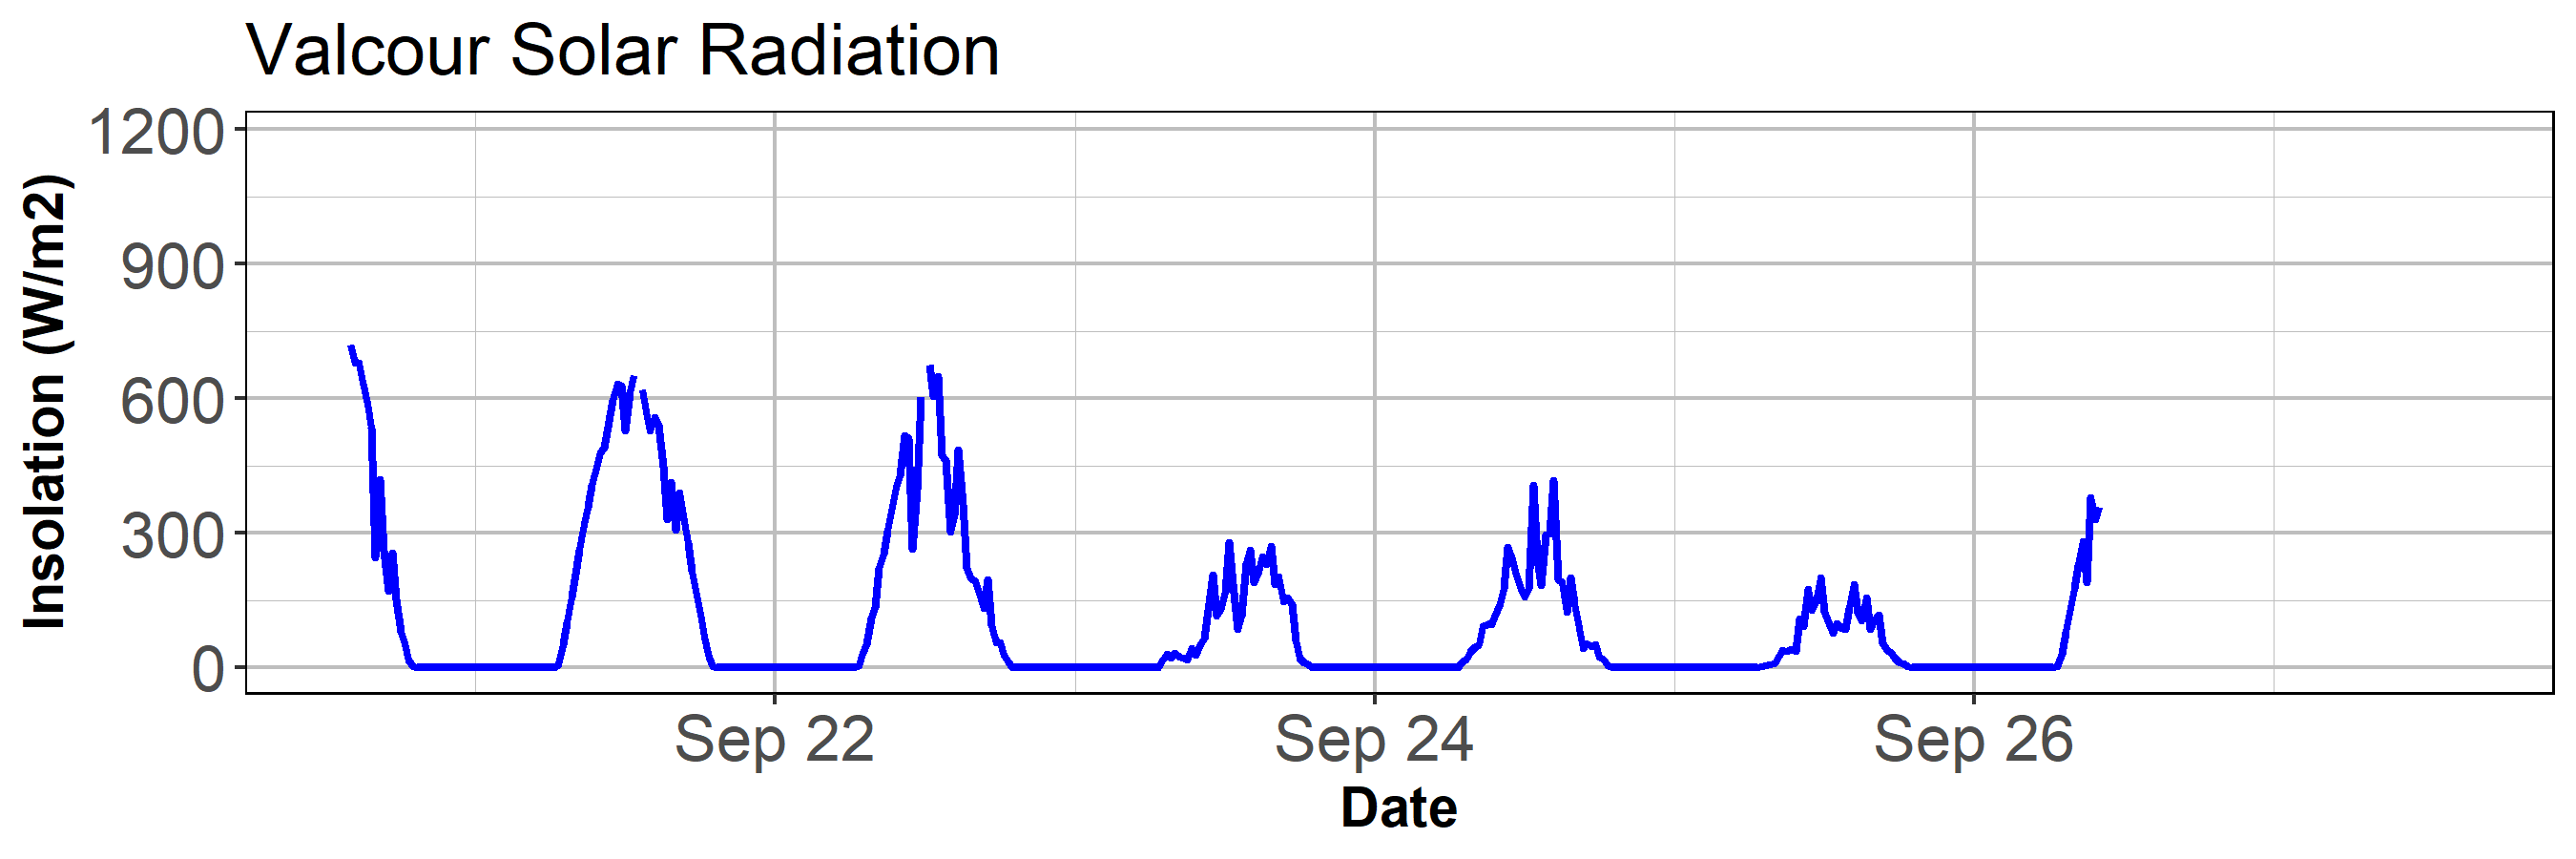 Valcour Solar Radiation
Insolation (W/m2)
1200
900
600
300
0
Sep 22 Sep 24 Sep 26
Date